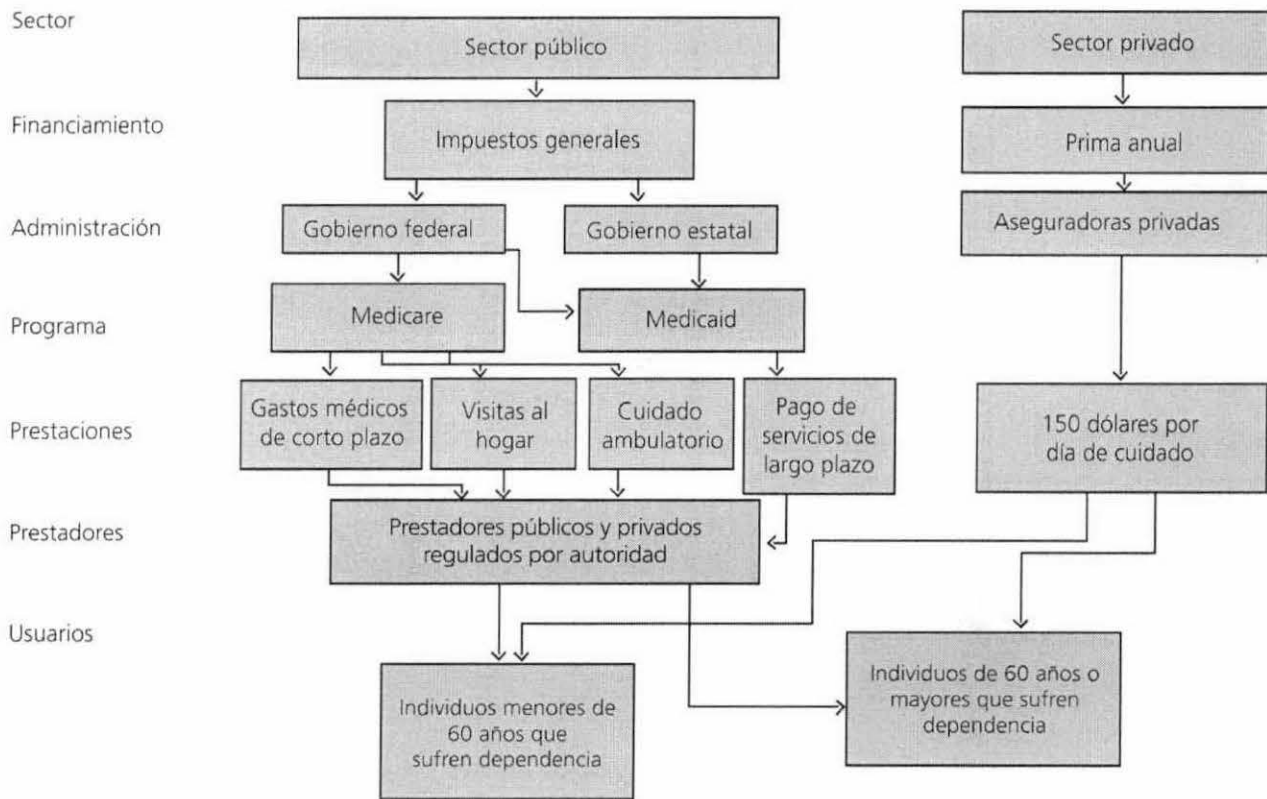 Sector
Sector público
Sector privado
Financiamiento
Impuestos generales
Prima anual
Administración
Gobierno federal
Gobierno estatal
Aseguradoras privadas
Programa
Medicare
Medicaid
Prestaciones
Gastos médicos
de corto plazo
Visitas al
hogar
Cuidado
ambulatorio
Pago de
servicios de
largo plazo
150 dólares por
día de cuidado
Prestadores
Prestadores públicos y privados
regulados por autoridad
Usuarios
Individuos menores de
60 años que
sufren dependencia
Individuos de 60 años o
mayores que sufren
dependencia